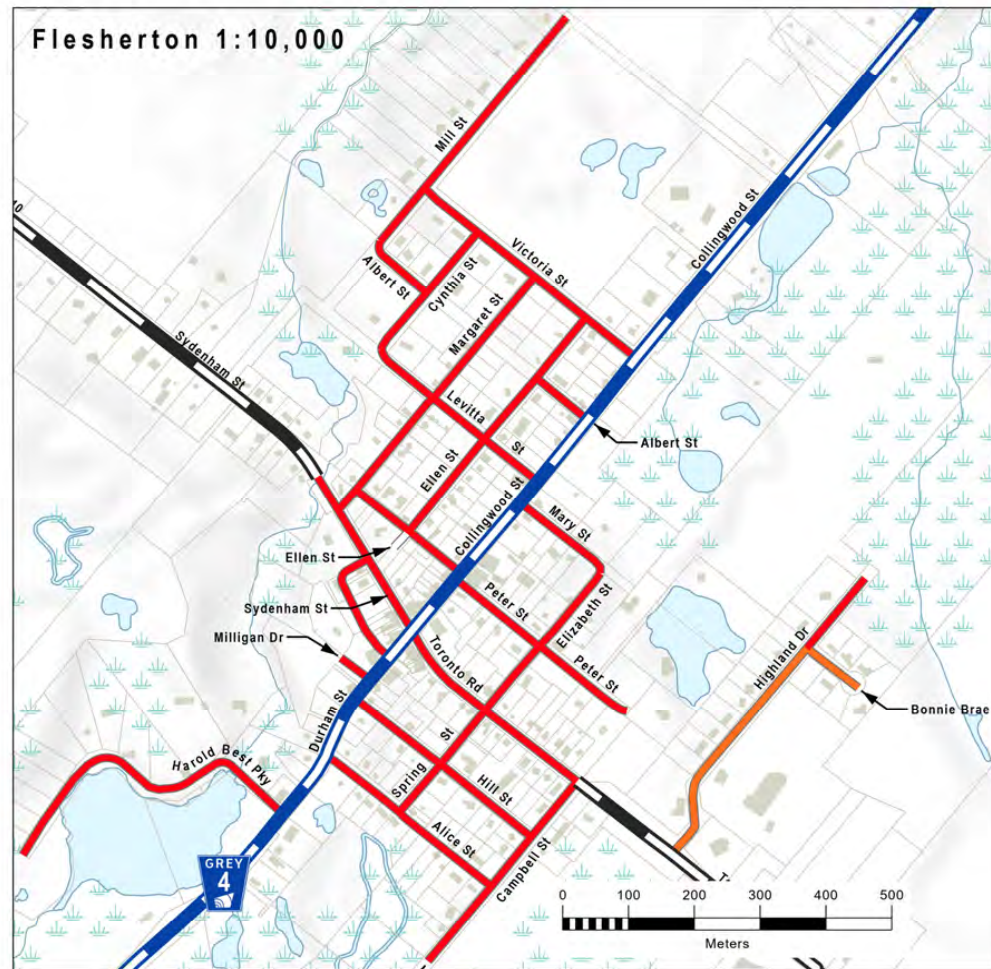 Flesherton 1:10,000
Mill St
Collingwood St
10
Victoria St
Albert St
Cynthia St
Margaret St
Sydenham St
Levitta
St
Albert St
Ellen St
Collingwood St
Mary St
Ellen St
Peter St
Elizabeth St
Sydenham St
Milligan Dr
Toronto Rd
Peter St
Highland Dr
Bonnie Brae
Durham St
Harold Best Pky
St
Spring
Hill St
Alice St
Campbell St
GREY
4
0 100 200 300 400 500
Meters